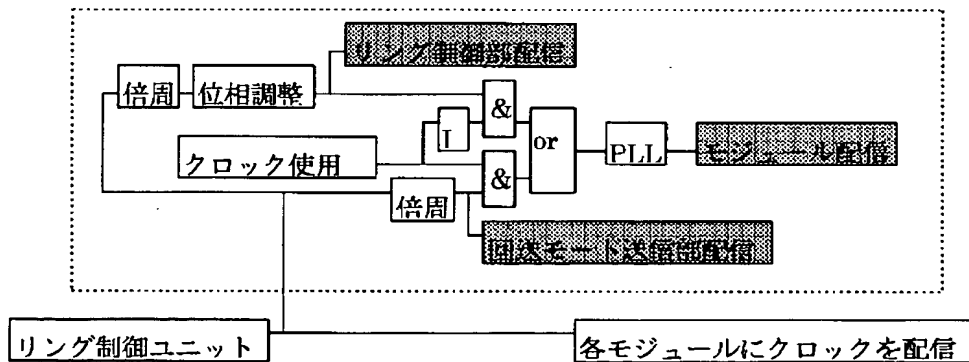 リング制御部配信
倍周
位相調整
&
I
or
クロック使用
PLL
モジュール配信
&
倍周
回送モート送信部配信
リング制御ユニット
各モジュールにクロックを配信